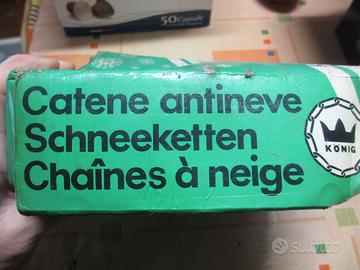 50 Capsule
Catene antineve
Schneeketten
Chaînes à neige
KÖNIG
subito